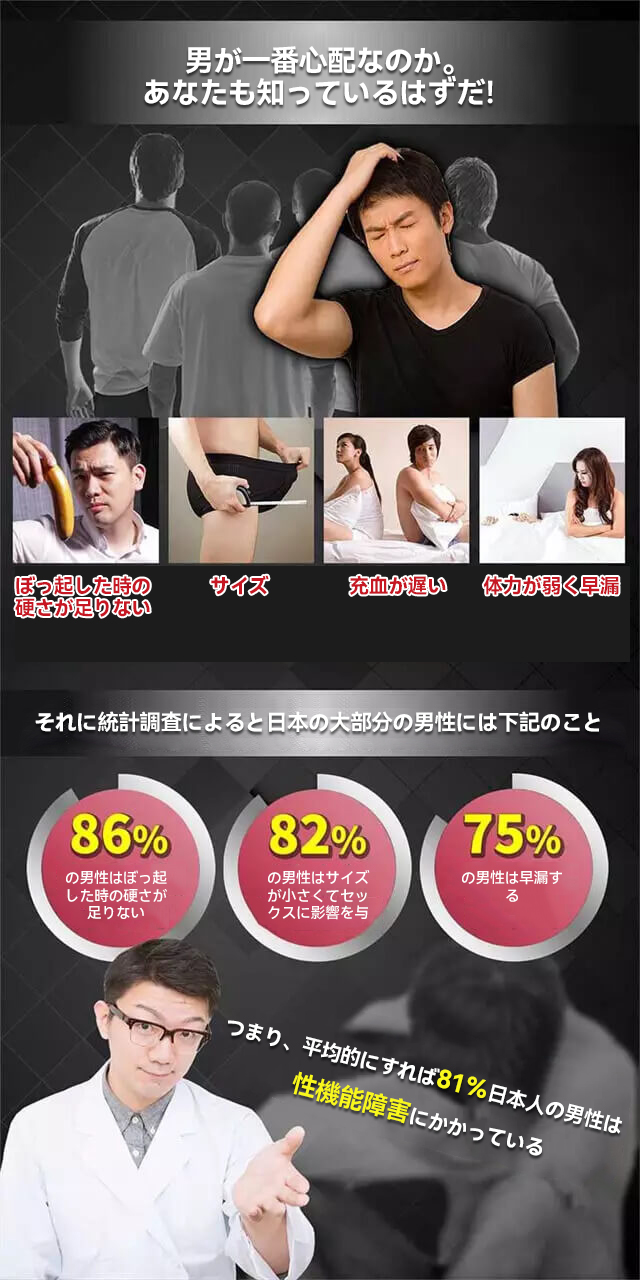 男が一番心配なのか。
あなたも知っているはずだ!
ぼっ起した時の
硬さが足りない
サイズ
充血が遅い
体力が弱く早漏
それに統計調査によると日本の大部分の男性には下記のこと
86%
の男性はぼっ起
した時の硬さが
足りない
82%
の男性はサイズ
が小さくてセッ
クスに影響を与
75%
の男性は早漏す
る
つまり、平均的にすれば81%日本人の男性は
性機能障害にかかっている